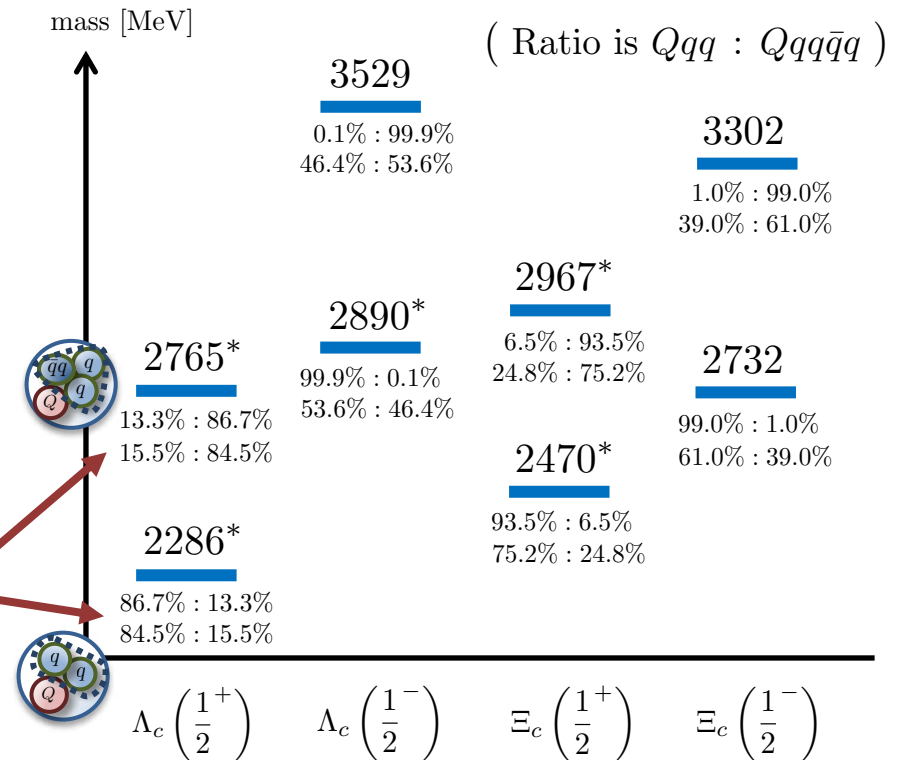 mass [MeV]
( Ratio is Qqq : Qqqq̄q )
3529
0.1% : 99.9%
46.4% : 53.6%
3302
1.0% : 99.0%
39.0% : 61.0%
2967*
6.5% : 93.5%
24.8% : 75.2%
2890*
99.9% : 0.1%
53.6% : 46.4%
2765*
13.3% : 86.7%
15.5% : 84.5%
2732
99.0% : 1.0%
61.0% : 39.0%
q̄q q
q
Q
2470*
93.5% : 6.5%
75.2% : 24.8%
2286*
86.7% : 13.3%
84.5% : 15.5%
q
q
Q
Λc (1/2⁺) Λc (1/2⁻) Ξc (1/2⁺) Ξc (1/2⁻)